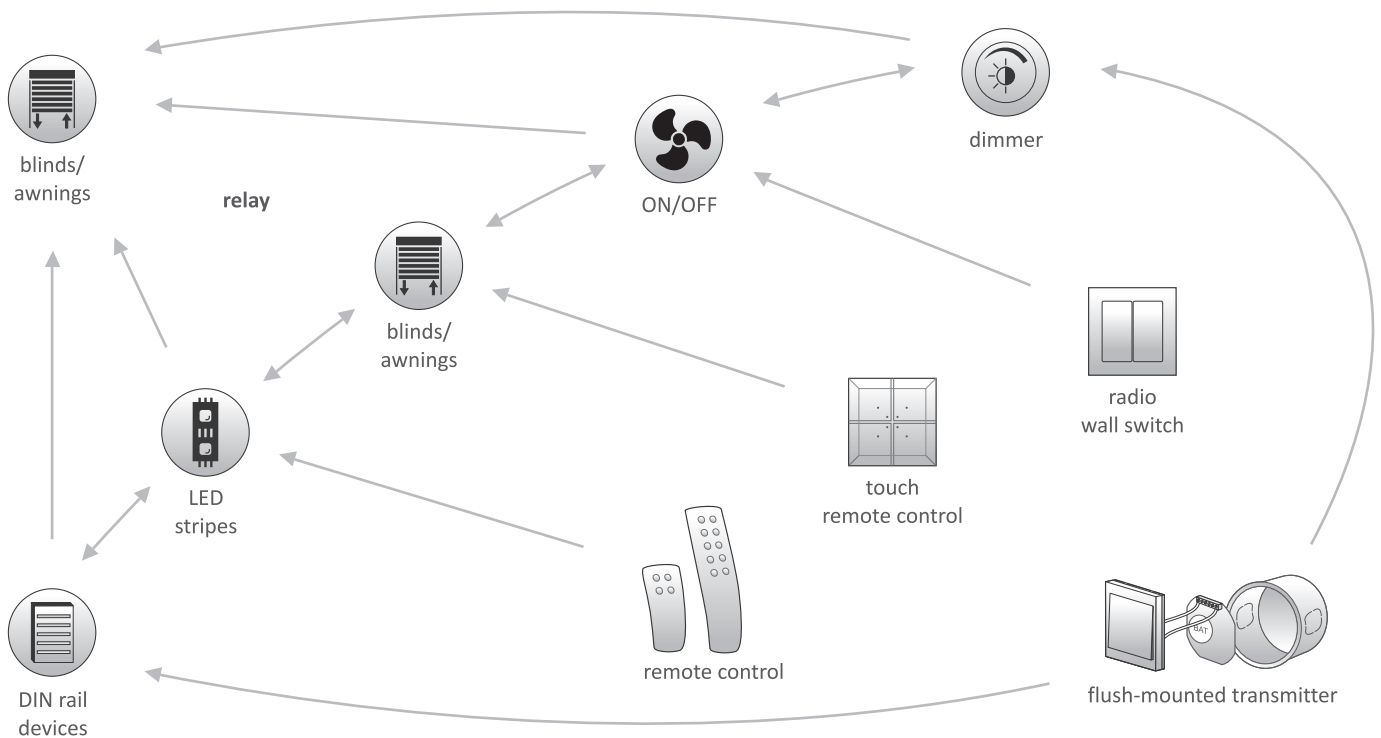 dimmer
blinds/
awnings
relay
ON/OFF
blinds/
awnings
radio
wall switch
touch
remote control
LED
stripes
BAT
remote control
flush-mounted transmitter
DIN rail
devices